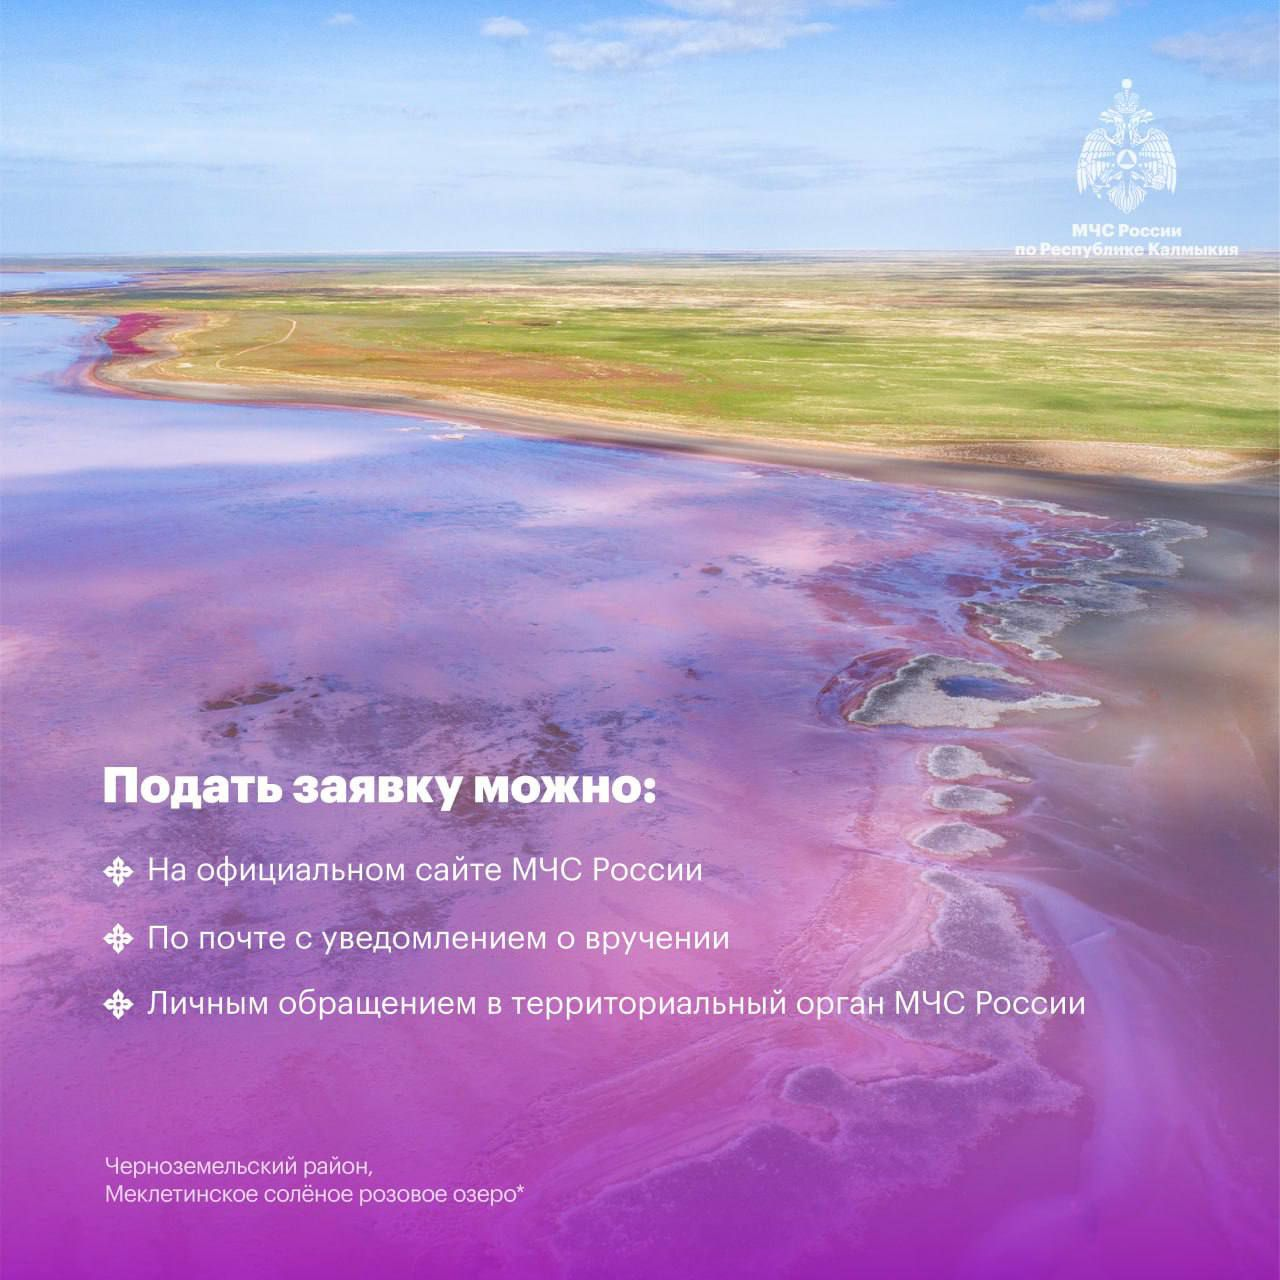 МЧС России
по Республике Калмыкия
Подать заявку можно:
На официальном сайте МЧС России
По почте с уведомлением о вручении
Личным обращением в территориальный орган МЧС России
Черноземельский район,
Меклетинское солёное розовое озеро*